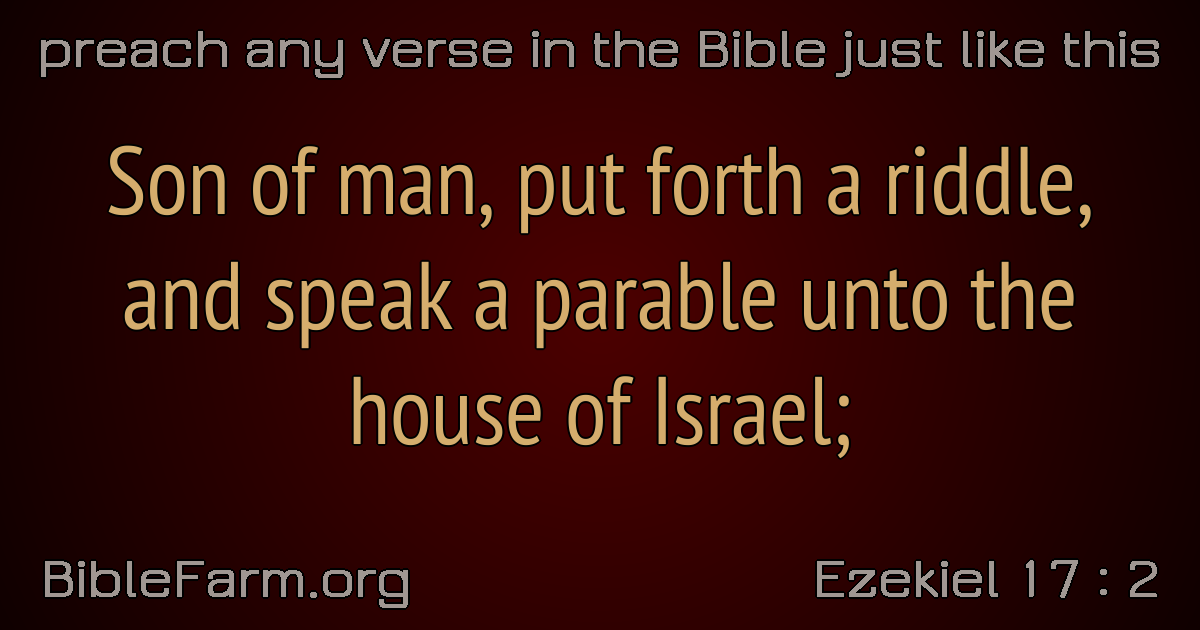 preach any verse in the Bible just like this
Son of man, put forth a riddle,
and speak a parable unto the
house of Israel;
BibleFarm.org
Ezekiel 17 : 2